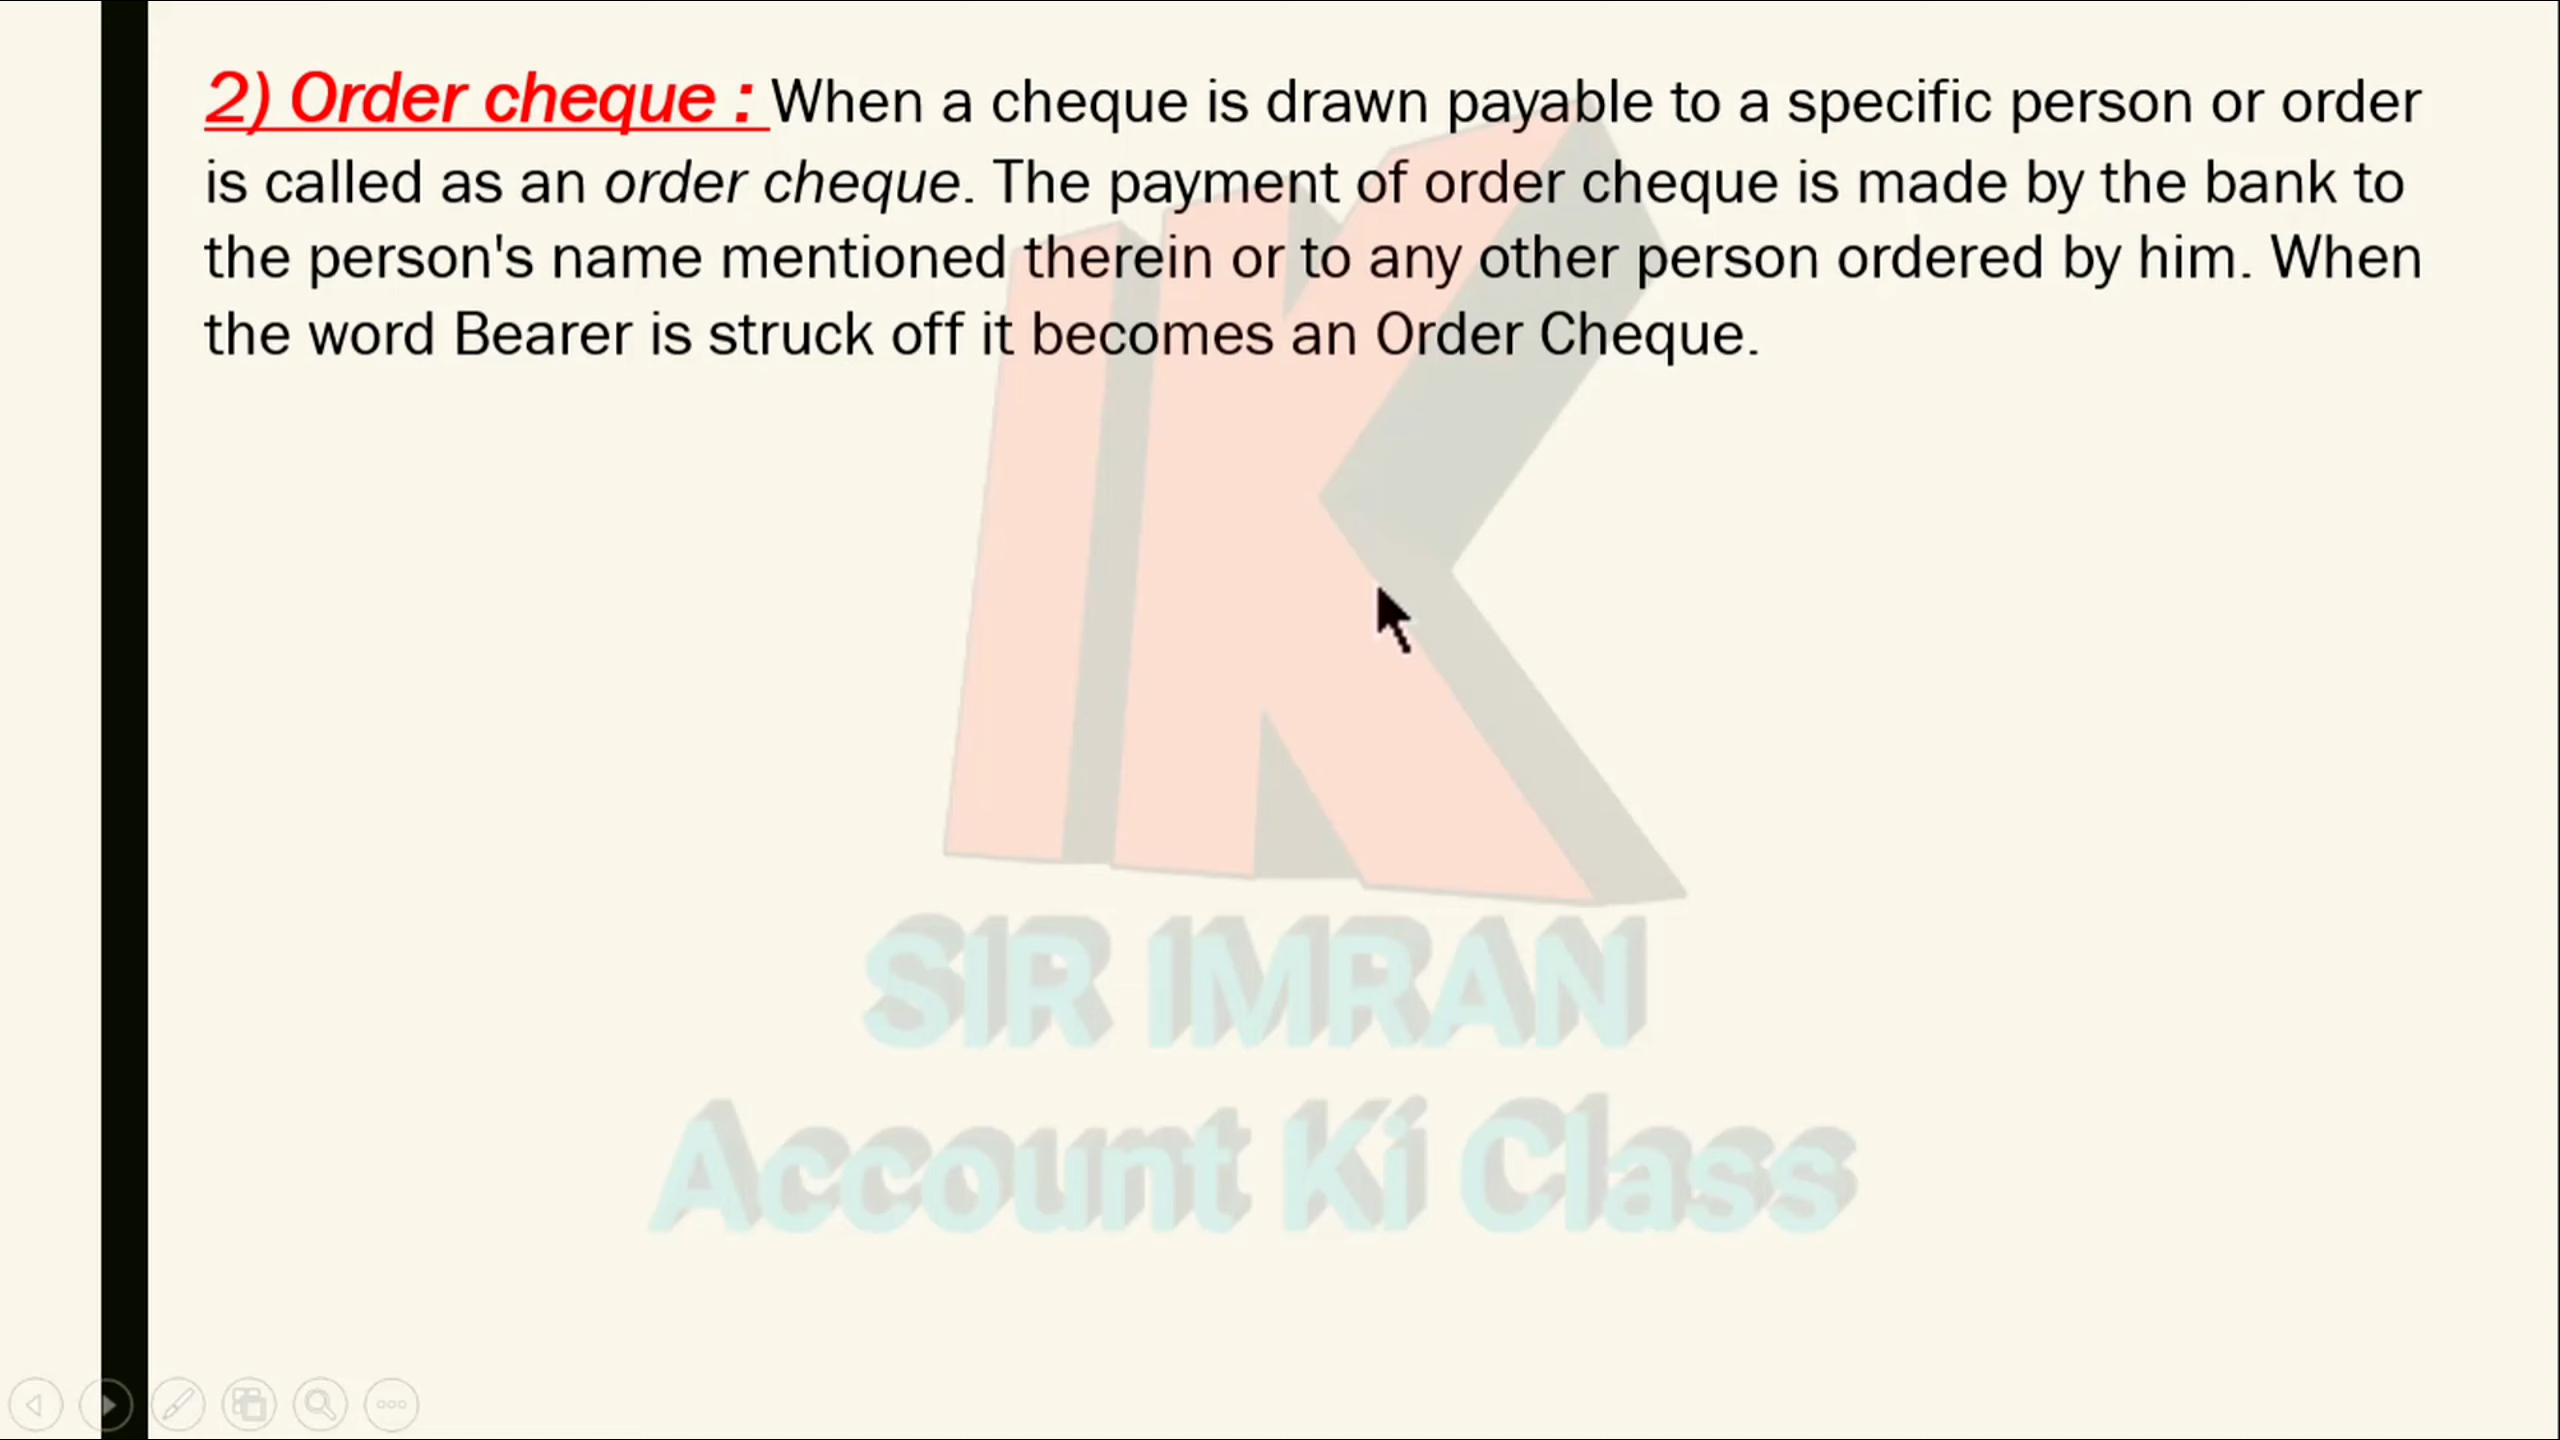 2) Order cheque : When a cheque is drawn payable to a specific person or order
is called as an order cheque. The payment of order cheque is made by the bank to
the person's name mentioned therein or to any other person ordered by him. When
the word Bearer is struck off it becomes an Order Cheque.
IK
SIR IMRAN
Account Ki Class